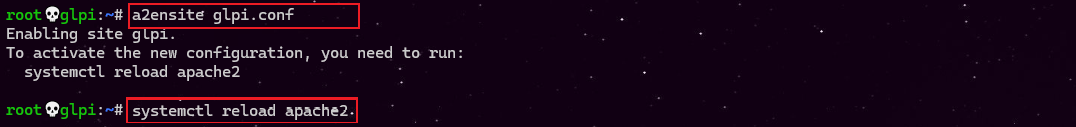 root💀glpi:~# a2ensite glpi.conf
Enabling site glpi.
To activate the new configuration, you need to run:
  systemctl reload apache2
root💀glpi:~# systemctl reload apache2